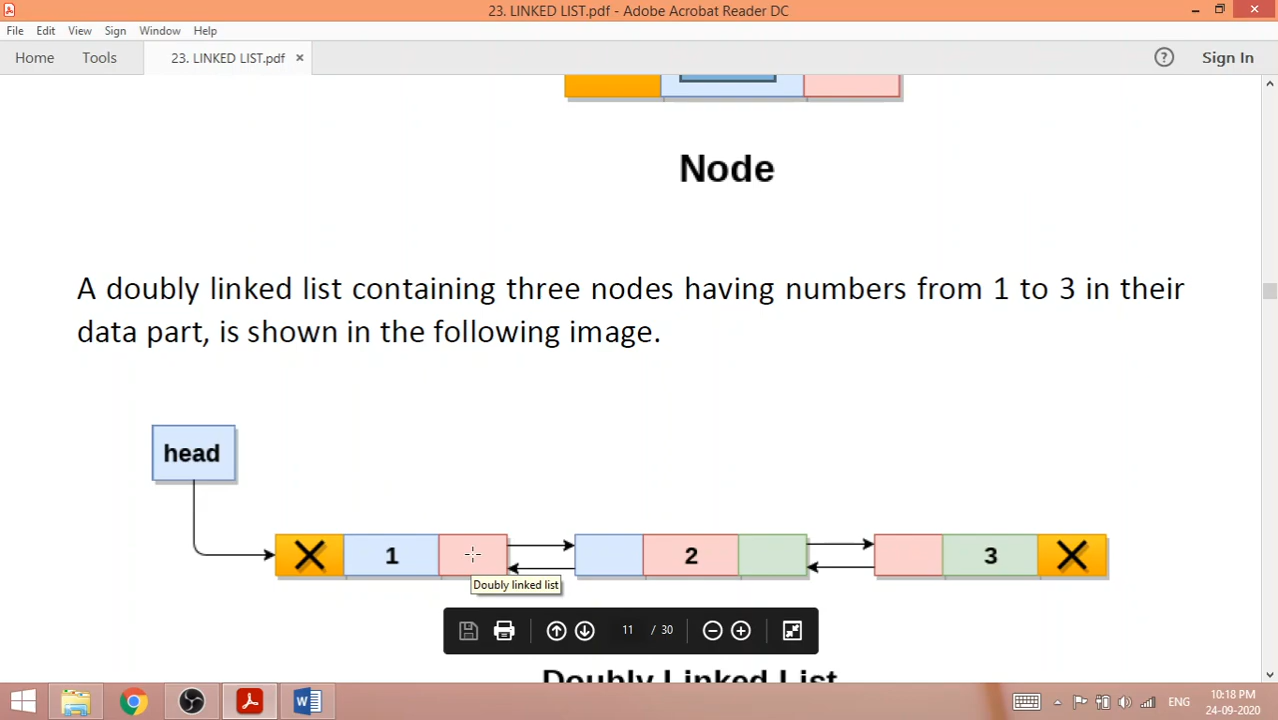 23. LINKED LIST.pdf - Adobe Acrobat Reader DC
File Edit View Sign Window Help
Home Tools 23. LINKED LIST.pdf × ? Sign In
Node
A doubly linked list containing three nodes having numbers from 1 to 3 in their
data part, is shown in the following image.
head
1 2 3
Doubly linked list
11 / 30
Doubly Linked List
ENG 10:18 PM
24-09-2020